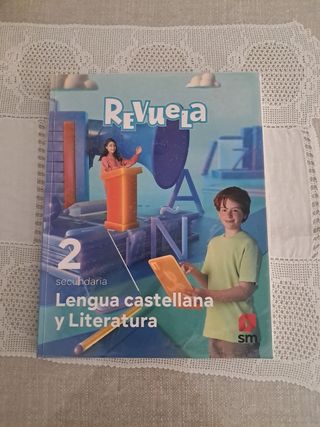 REVUELA
A
Ñ
2
secundaria
Lengua castellana
y Literatura
sm